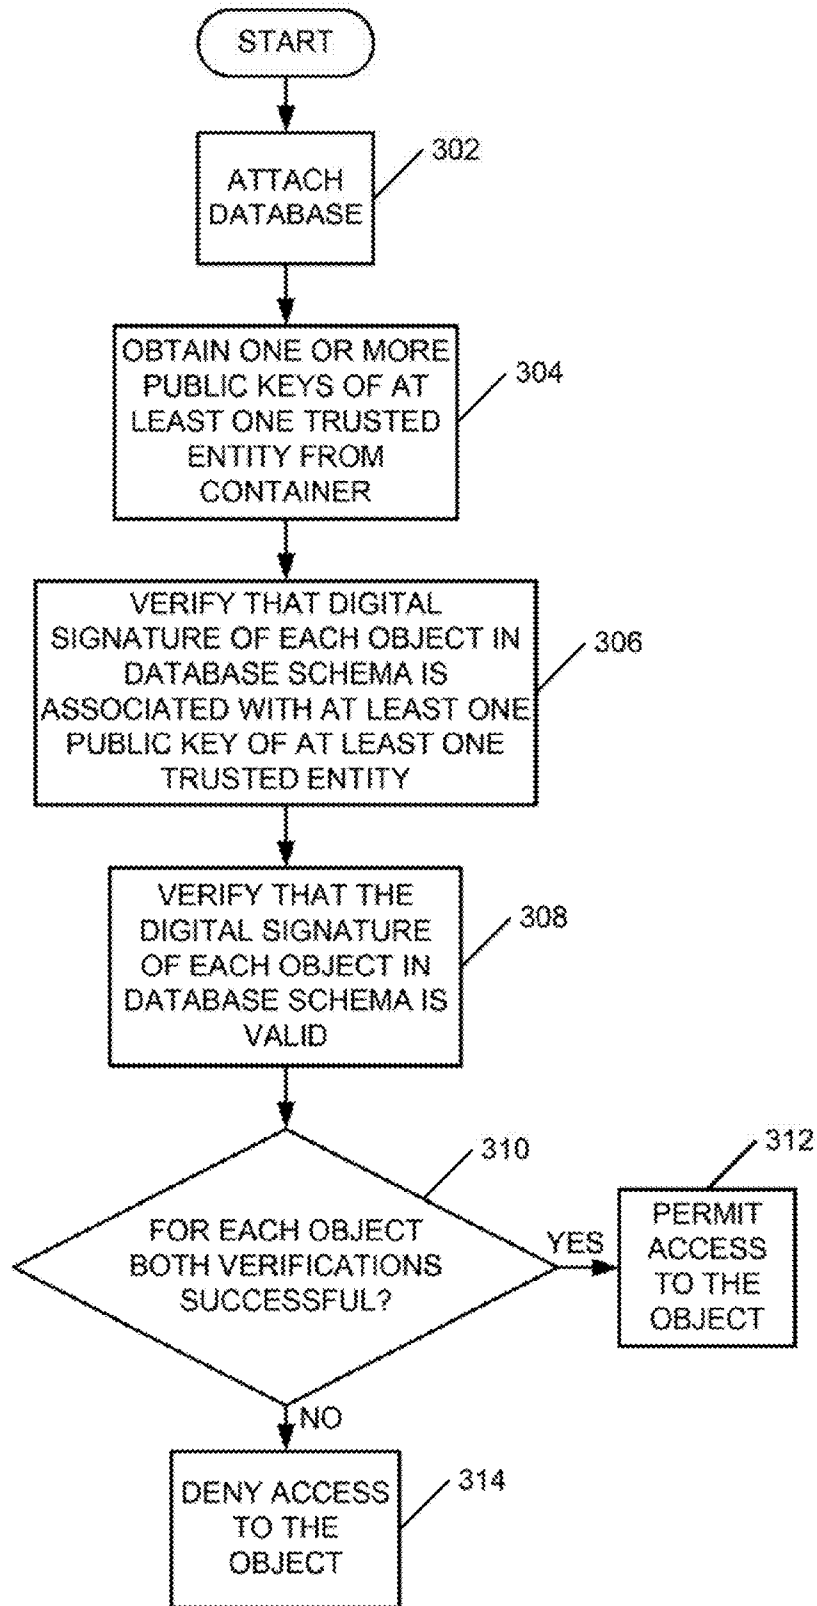 START
302
ATTACH
DATABASE
OBTAIN ONE OR MORE
PUBLIC KEYS OF AT
LEAST ONE TRUSTED
ENTITY FROM
CONTAINER
304
VERIFY THAT DIGITAL
SIGNATURE OF EACH OBJECT IN
DATABASE SCHEMA IS
ASSOCIATED WITH AT LEAST ONE
PUBLIC KEY OF AT LEAST ONE
TRUSTED ENTITY
306
VERIFY THAT THE
DIGITAL SIGNATURE
OF EACH OBJECT IN
DATABASE SCHEMA IS
VALID
308
310
FOR EACH OBJECT
BOTH VERIFICATIONS
SUCCESSFUL?
YES
312
PERMIT
ACCESS
TO THE
OBJECT
NO
DENY ACCESS
TO THE
OBJECT
314